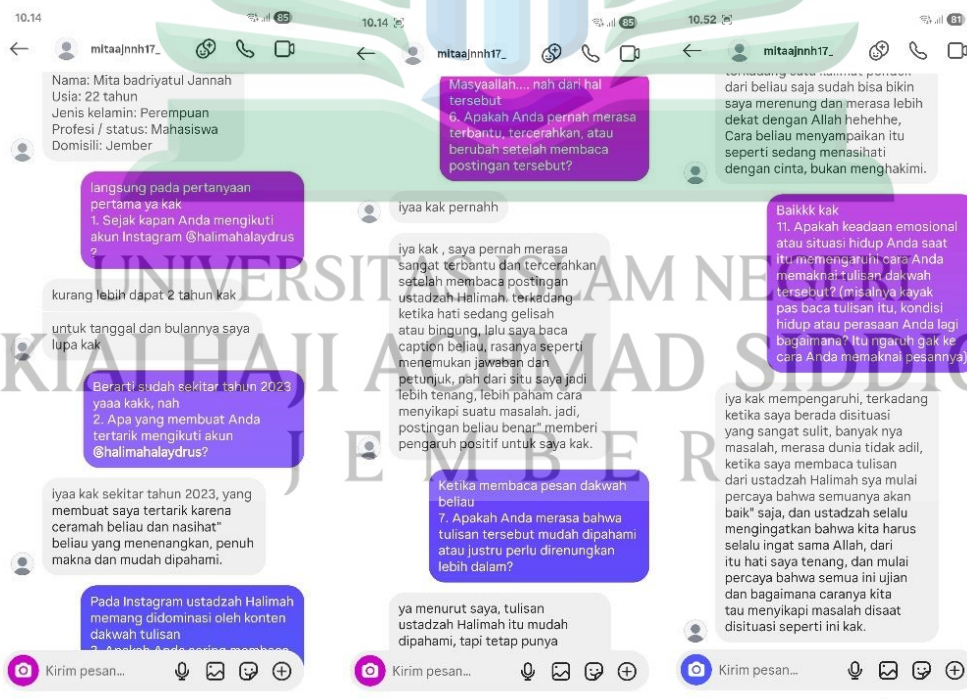 10.14
85
mitaajnnh17_
Nama: Mita badriyatul Jannah
Usia: 22 tahun
Jenis kelamin: Perempuan
Profesi / status: Mahasiswa
Domisili: Jember
langsung pada pertanyaan
pertama ya kak
1. Sejak kapan Anda mengikuti
akun Instagram @halimahalaydrus
?
kurang lebih dapat 2 tahun kak
untuk tanggal dan bulannya saya
lupa kak
Berarti sudah sekitar tahun 2023
yaaa kakk, nah
2. Apa yang membuat Anda
tertarik mengikuti akun
@halimahalaydrus?
iyaa kak sekitar tahun 2023, yang
membuat saya tertarik karena
ceramah beliau dan nasihat"
beliau yang menenangkan, penuh
makna dan mudah dipahami.
Pada Instagram ustadzah Halimah
memang didominasi oleh konten
dakwah tulisan
3. Apakah Anda sering membaca
Kirim pesan...
10.14
85
mitaajnnh17_
Masyaallah.... nah dari hal
tersebut
6. Apakah Anda pernah merasa
terbantu, tercerahkan, atau
berubah setelah membaca
postingan tersebut?
iyaa kak pernahh
iya kak , saya pernah merasa
sangat terbantu dan tercerahkan
setelah membaca postingan
ustadzah Halimah. terkadang
ketika hati sedang gelisah
atau bingung, lalu saya baca
caption beliau, rasanya seperti
menemukan jawaban dan
petunjuk, nah dari situ saya jadi
lebih tenang, lebih paham cara
menyikapi suatu masalah. jadi,
postingan beliau benar" memberi
pengaruh positif untuk saya kak.
Ketika membaca pesan dakwah
beliau
7. Apakah Anda merasa bahwa
tulisan tersebut mudah dipahami
atau justru perlu direnungkan
lebih dalam?
ya menurut saya, tulisan
ustadzah Halimah itu mudah
dipahami, tapi tetap punya
Kirim pesan...
10.52
81
mitaajnnh17_
terkadang satu kalimat pendek
dari beliau saja sudah bisa bikin
saya merenung dan merasa lebih
dekat dengan Allah hehehhe,
Cara beliau menyampaikan itu
seperti sedang menasihati
dengan cinta, bukan menghakimi.
Baikkk kak
11. Apakah keadaan emosional
atau situasi hidup Anda saat
itu memengaruhi cara Anda
memaknai tulisan dakwah
tersebut? (misalnya kayak
pas baca tulisan itu, kondisi
hidup atau perasaan Anda lagi
bagaimana? Itu ngaruh gak ke
cara Anda memaknai pesannya)
iya kak mempengaruhi, terkadang
ketika saya berada disituasi
yang sangat sulit, banyak nya
masalah, merasa dunia tidak adil,
ketika saya membaca tulisan
dari ustadzah Halimah sya mulai
percaya bahwa semuanya akan
baik" saja, dan ustadzah selalu
mengingatkan bahwa kita harus
selalu ingat sama Allah, dari
itu hati saya tenang, dan mulai
percaya bahwa semua ini ujian
dan bagaimana caranya kita
tau menyikapi masalah disaat
disituasi seperti ini kak.
Kirim pesan...
UNIVERSITAS ISLAM NEGERI
KIAI HAJI ACHMAD SIDDIQ
JEMBER